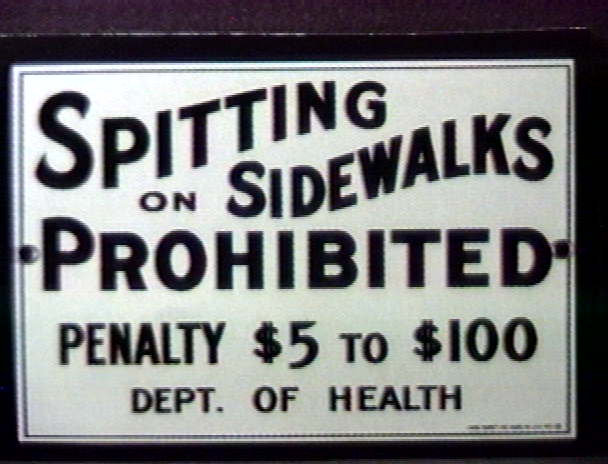 SPITTING
ON SIDEWALKS
PROHIBITED
PENALTY $5 TO $100
DEPT. OF HEALTH